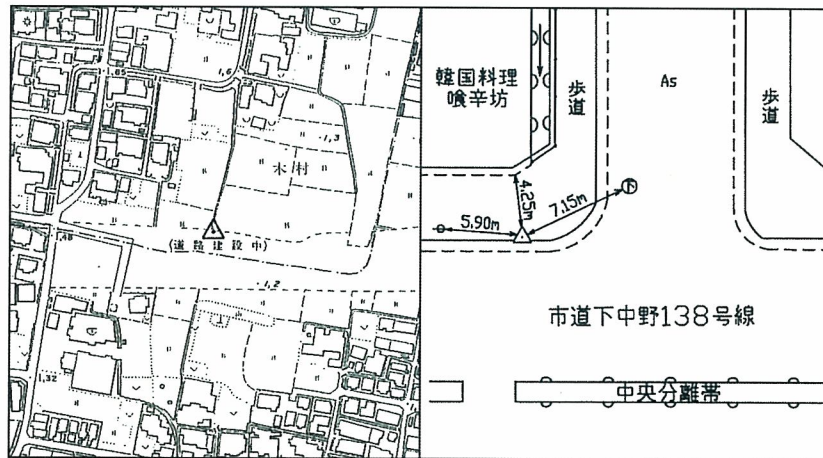 1.85
1.6
1.3
木村
1.48
(道路建設中)
1.2
1.32
韓国料理
喰辛坊
歩道
As
歩道
4.25m
7.15m
下
5.90m
市道下中野138号線
中央分離帯